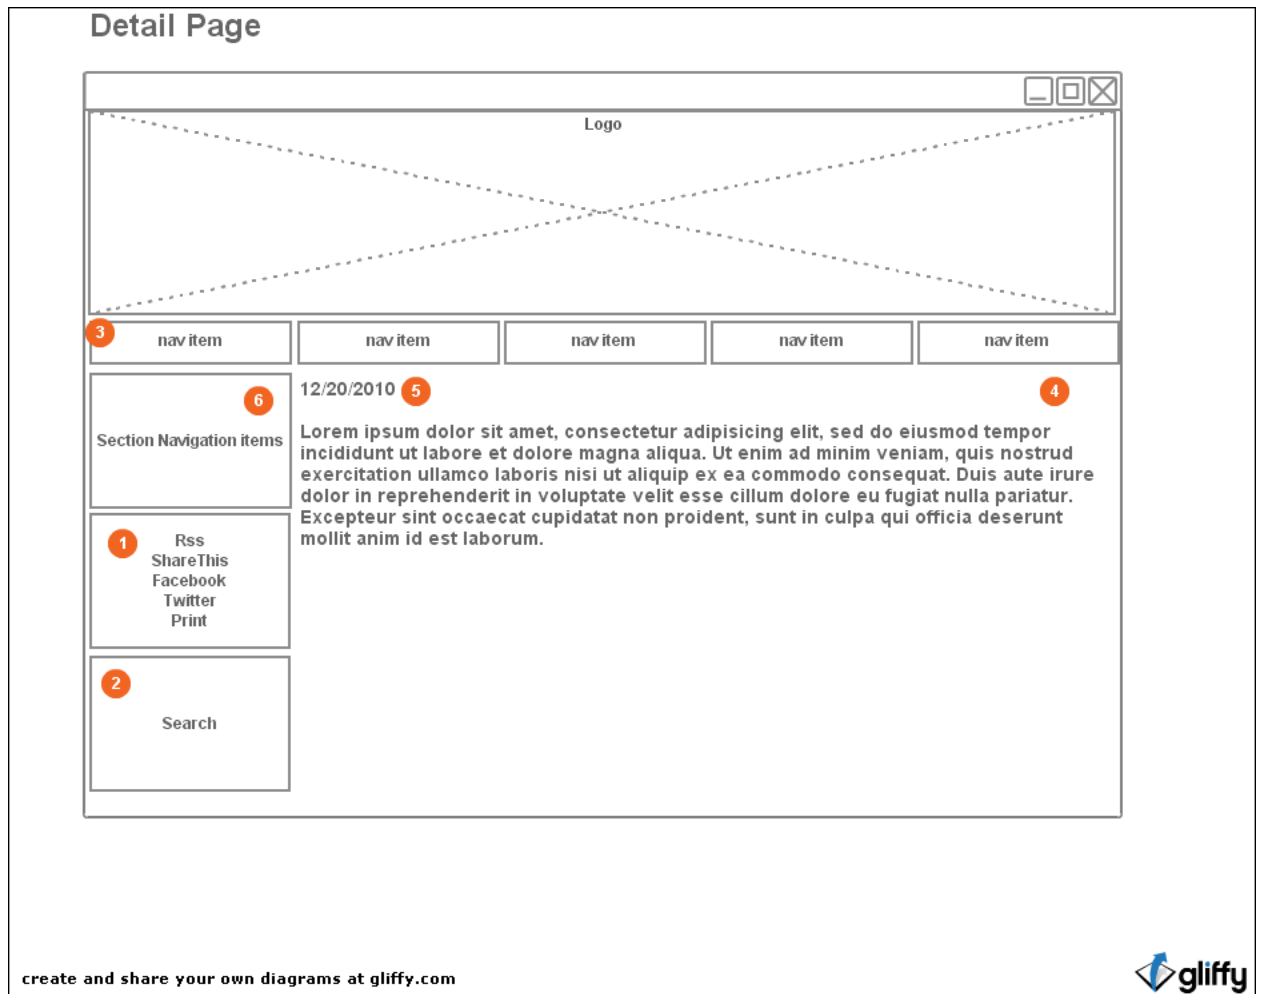 Detail Page
Logo
3
nav item
nav item
nav item
nav item
nav item
6
Section Navigation items
1
Rss
ShareThis
Facebook
Twitter
Print
2
Search
12/20/2010 5
4
Lorem ipsum dolor sit amet, consectetur adipisicing elit, sed do eiusmod tempor
incididunt ut labore et dolore magna aliqua. Ut enim ad minim veniam, quis nostrud
exercitation ullamco laboris nisi ut aliquip ex ea commodo consequat. Duis aute irure
dolor in reprehenderit in voluptate velit esse cillum dolore eu fugiat nulla pariatur.
Excepteur sint occaecat cupidatat non proident, sunt in culpa qui officia deserunt
mollit anim id est laborum.
create and share your own diagrams at gliffy.com
gliffy